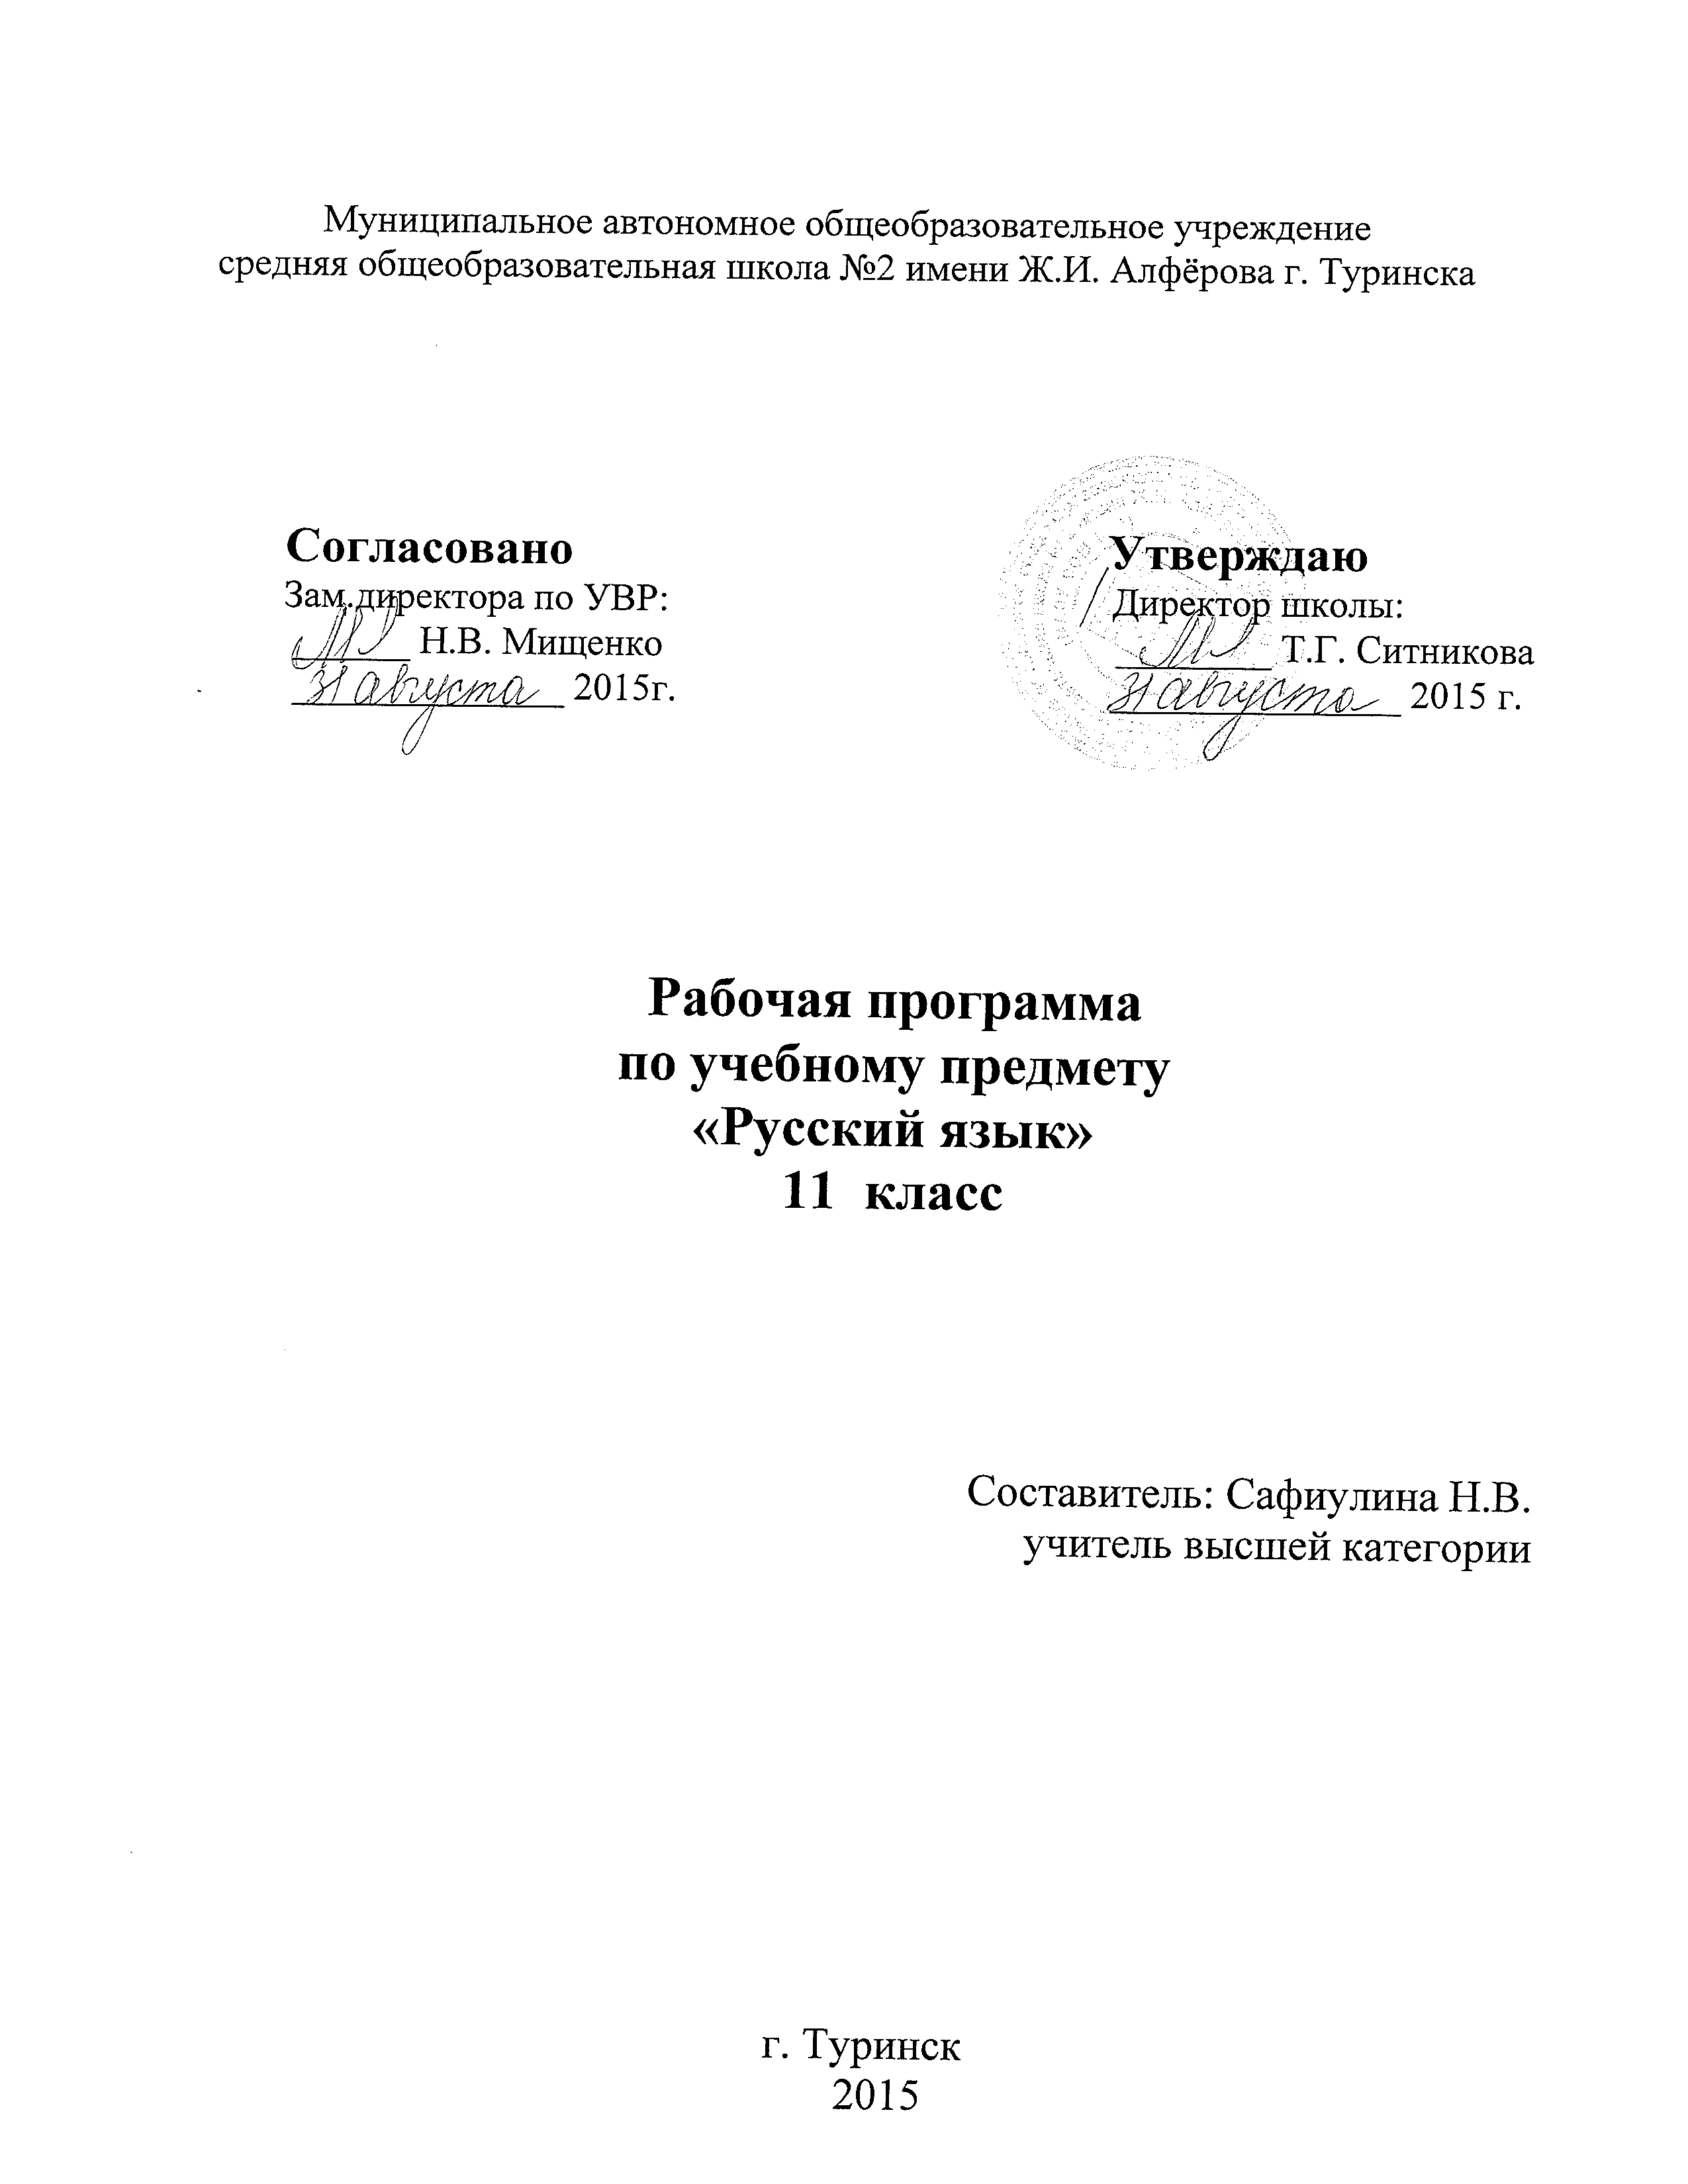 Муниципальное автономное общеобразовательное учреждение
средняя общеобразовательная школа №2 имени Ж.И. Алфёрова г. Туринска
Согласовано
Зам.директора по УВР:
Н.В. Мищенко
31 августа 2015г.
Утверждаю
Директор школы:
Т.Г. Ситникова
31 августа 2015 г.
Рабочая программа
по учебному предмету
«Русский язык»
11 класс
Составитель: Сафиулина Н.В.
учитель высшей категории
г. Туринск
2015